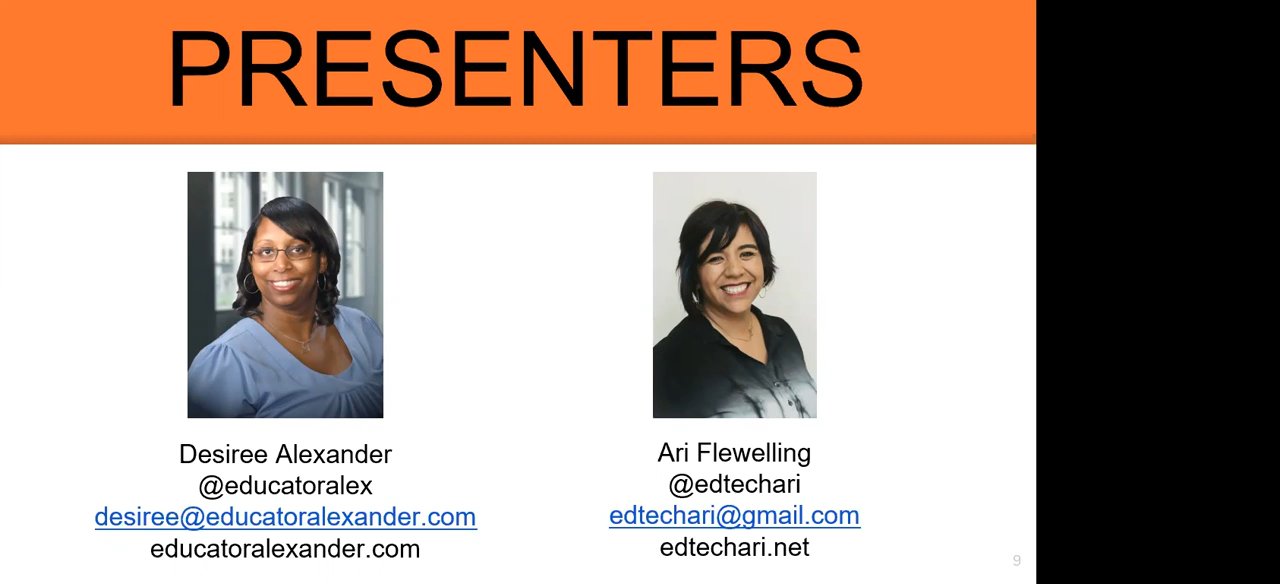 PRESENTERS
Desiree Alexander
@educatoralex
desiree@educatoralexander.com
educatoralexander.com
Ari Flewelling
@edtechari
edtechari@gmail.com
edtechari.net
9